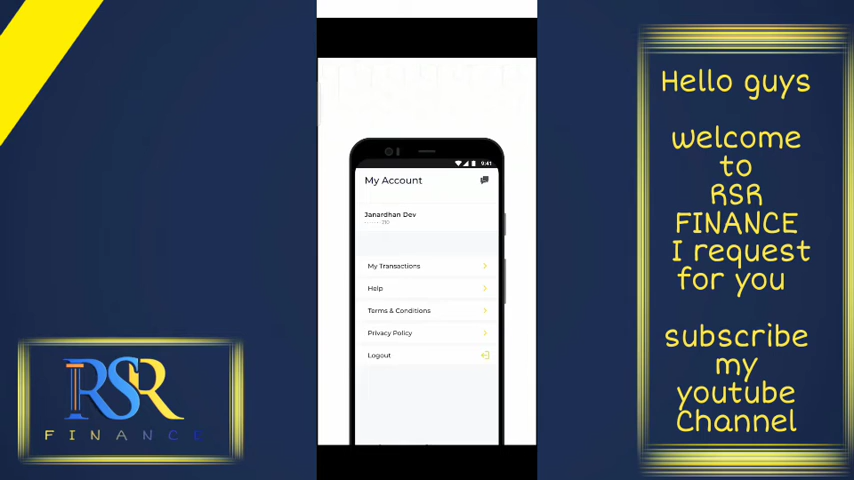 9:41
My Account
Janardhan Dev
My Transactions
Help
Terms & Conditions
Privacy Policy
Logout
RSR
FINANCE
Hello guys
welcome
to
RSR
FINANCE
I request
for you
subscribe
my
youtube
Channel